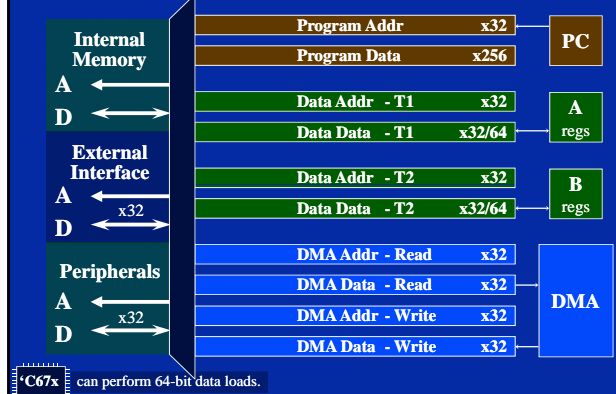 Internal
Memory
A
D
External
Interface
A
x32
D
Peripherals
A
x32
D
Program Addr x32
Program Data x256
Data Addr - T1 x32
Data Data - T1 x32/64
Data Addr - T2 x32
Data Data - T2 x32/64
DMA Addr - Read x32
DMA Data - Read x32
DMA Addr - Write x32
DMA Data - Write x32
PC
A
regs
B
regs
DMA
‘C67x can perform 64-bit data loads.